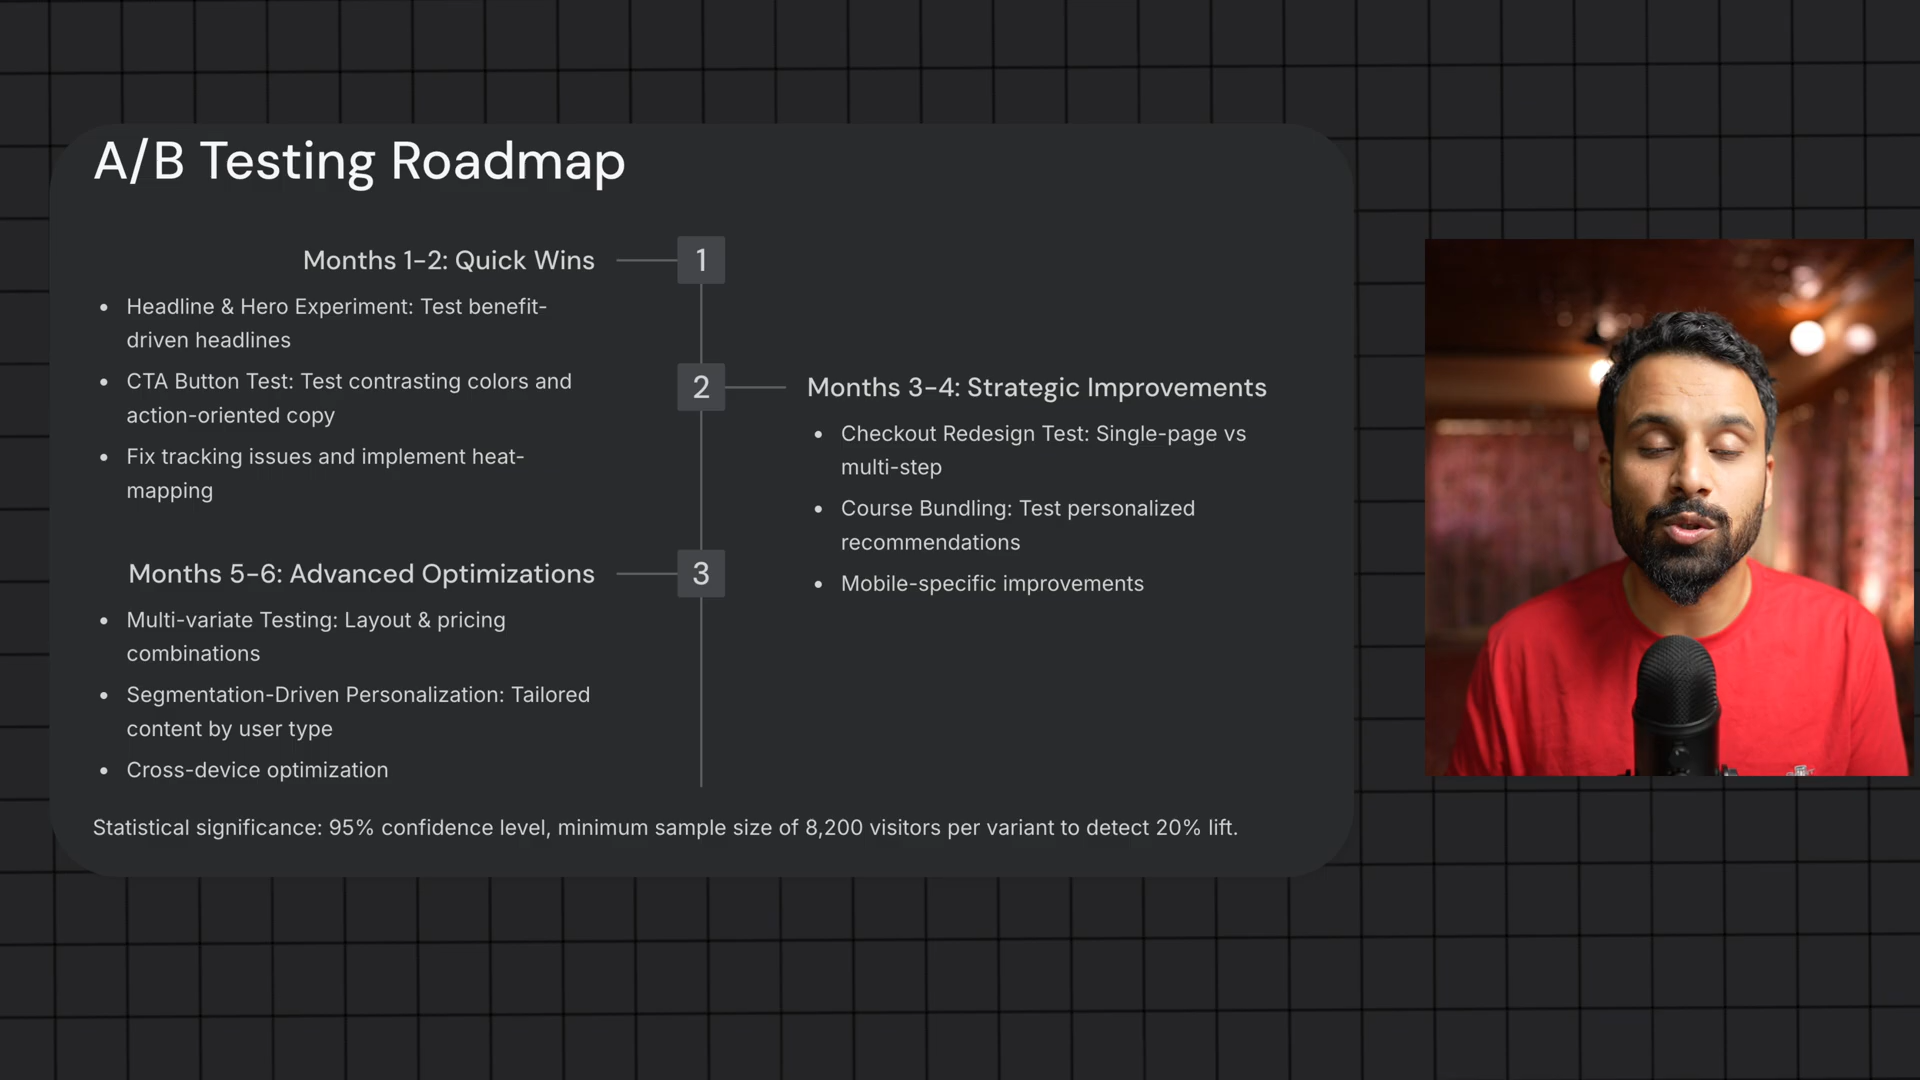 A/B Testing Roadmap
Months 1-2: Quick Wins
1
• Headline & Hero Experiment: Test benefit-
driven headlines
• CTA Button Test: Test contrasting colors and
action-oriented copy
• Fix tracking issues and implement heat-
mapping
2
Months 3-4: Strategic Improvements
• Checkout Redesign Test: Single-page vs
multi-step
• Course Bundling: Test personalized
recommendations
• Mobile-specific improvements
Months 5-6: Advanced Optimizations
3
• Multi-variate Testing: Layout & pricing
combinations
• Segmentation-Driven Personalization: Tailored
content by user type
• Cross-device optimization
Statistical significance: 95% confidence level, minimum sample size of 8,200 visitors per variant to detect 20% lift.